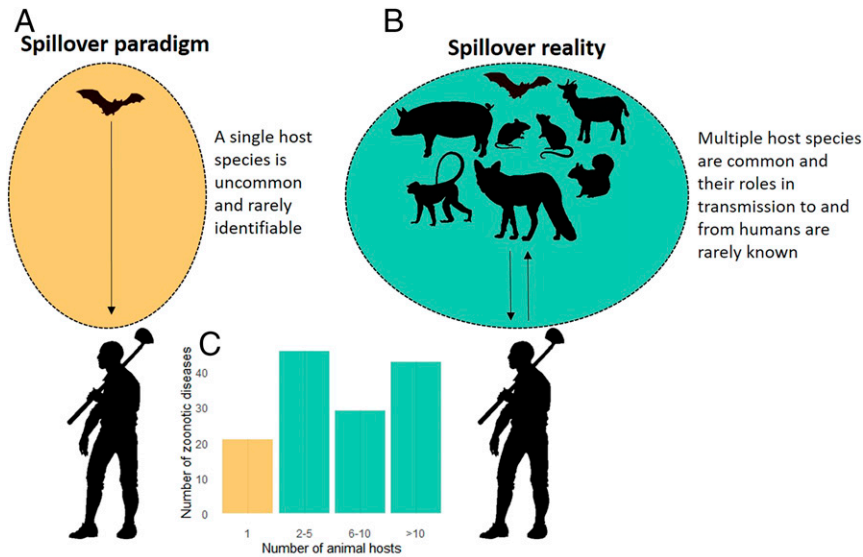 A
Spillover paradigm
A single host
species is
uncommon
and rarely
identifiable
B
Spillover reality
Multiple host species
are common and
their roles in
transmission to and
from humans are
rarely known
C
Number of zoonotic diseases
40
30
20
10
0
1
2-5
6-10
>10
Number of animal hosts